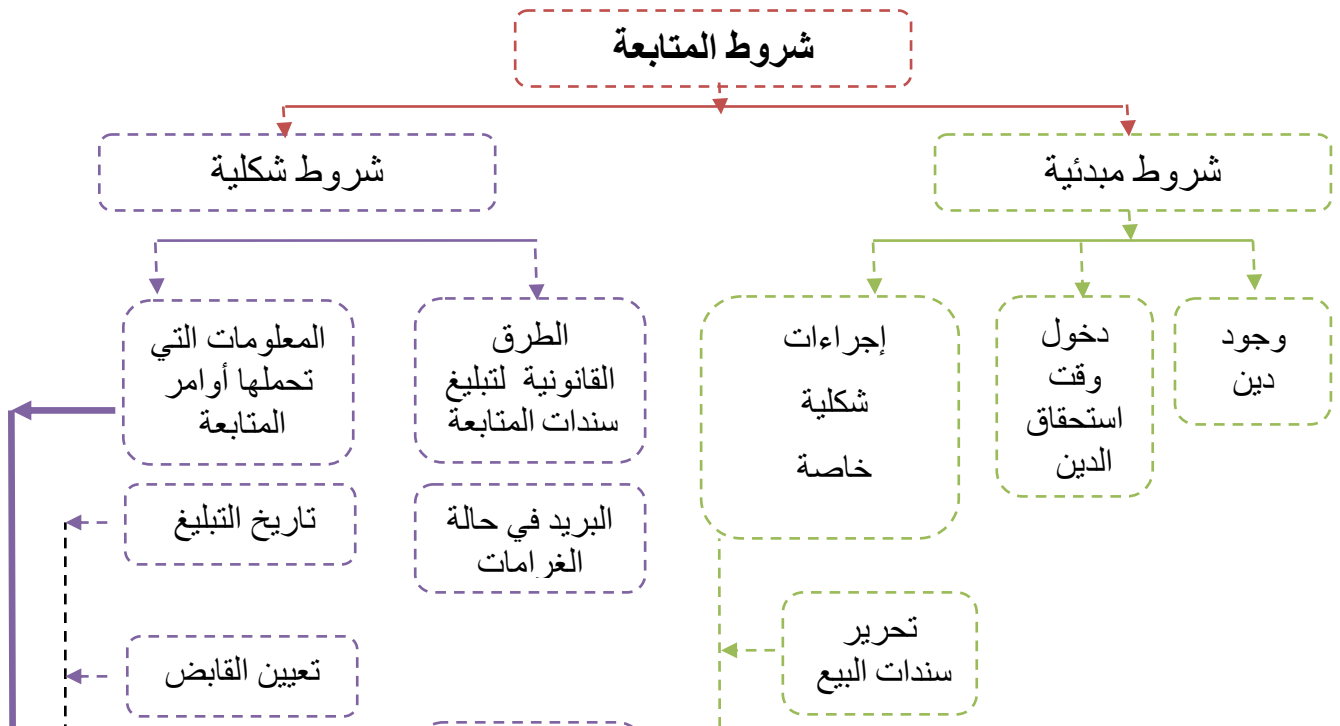 شروط المتابعة
شروط مبدئية
شروط شكلية
وجود
دين
دخول
وقت
استحقاق
الدين
إجراءات
شكلية
خاصة
الطرق
القانونية لتبليغ
سندات المتابعة
المعلومات التي
تحملها أوامر
المتابعة
البريد في حالة
الغرامات
تاريخ التبليغ
تحرير
سندات البيع
تعيين القابض